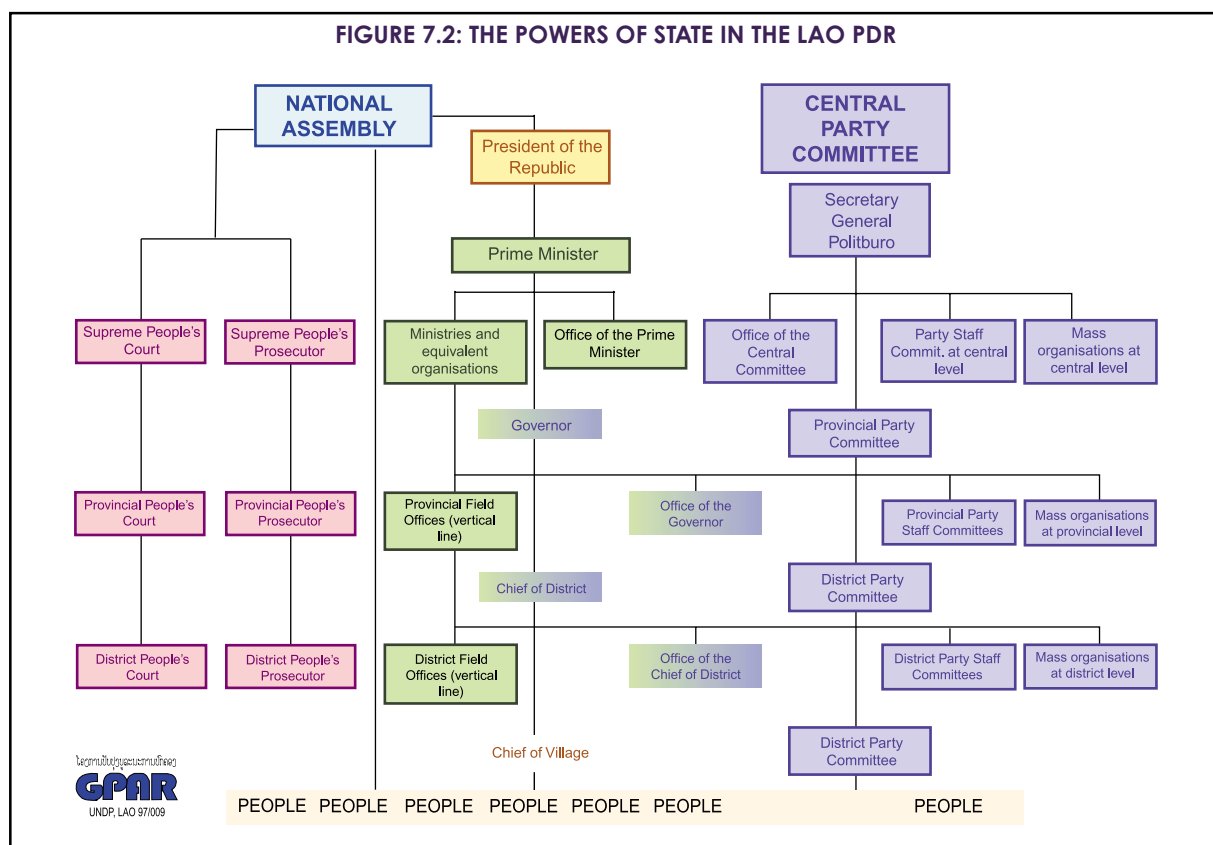 FIGURE 7.2: THE POWERS OF STATE IN THE LAO PDR
NATIONAL
ASSEMBLY
CENTRAL
PARTY
COMMITTEE
President of the
Republic
Secretary
General
Politburo
Prime Minister
Supreme People's
Court
Supreme People's
Prosecutor
Ministries and
equivalent
organisations
Office of the Prime
Minister
Office of the
Central
Committee
Party Staff
Commit. at central
level
Mass
organisations at
central level
Governor
Provincial Party
Committee
Provincial People's
Court
Provincial People's
Prosecutor
Provincial Field
Offices (vertical
line)
Office of the
Governor
Provincial Party
Staff Committees
Mass organisations
at provincial level
Chief of District
District Party
Committee
District People's
Court
District People's
Prosecutor
District Field
Offices (vertical
line)
Office of the
Chief of District
District Party Staff
Committees
Mass organisations
at district level
Chief of Village
District Party
Committee
GPAR
UNDP, LAO 97/009
PEOPLE PEOPLE PEOPLE PEOPLE PEOPLE PEOPLE PEOPLE